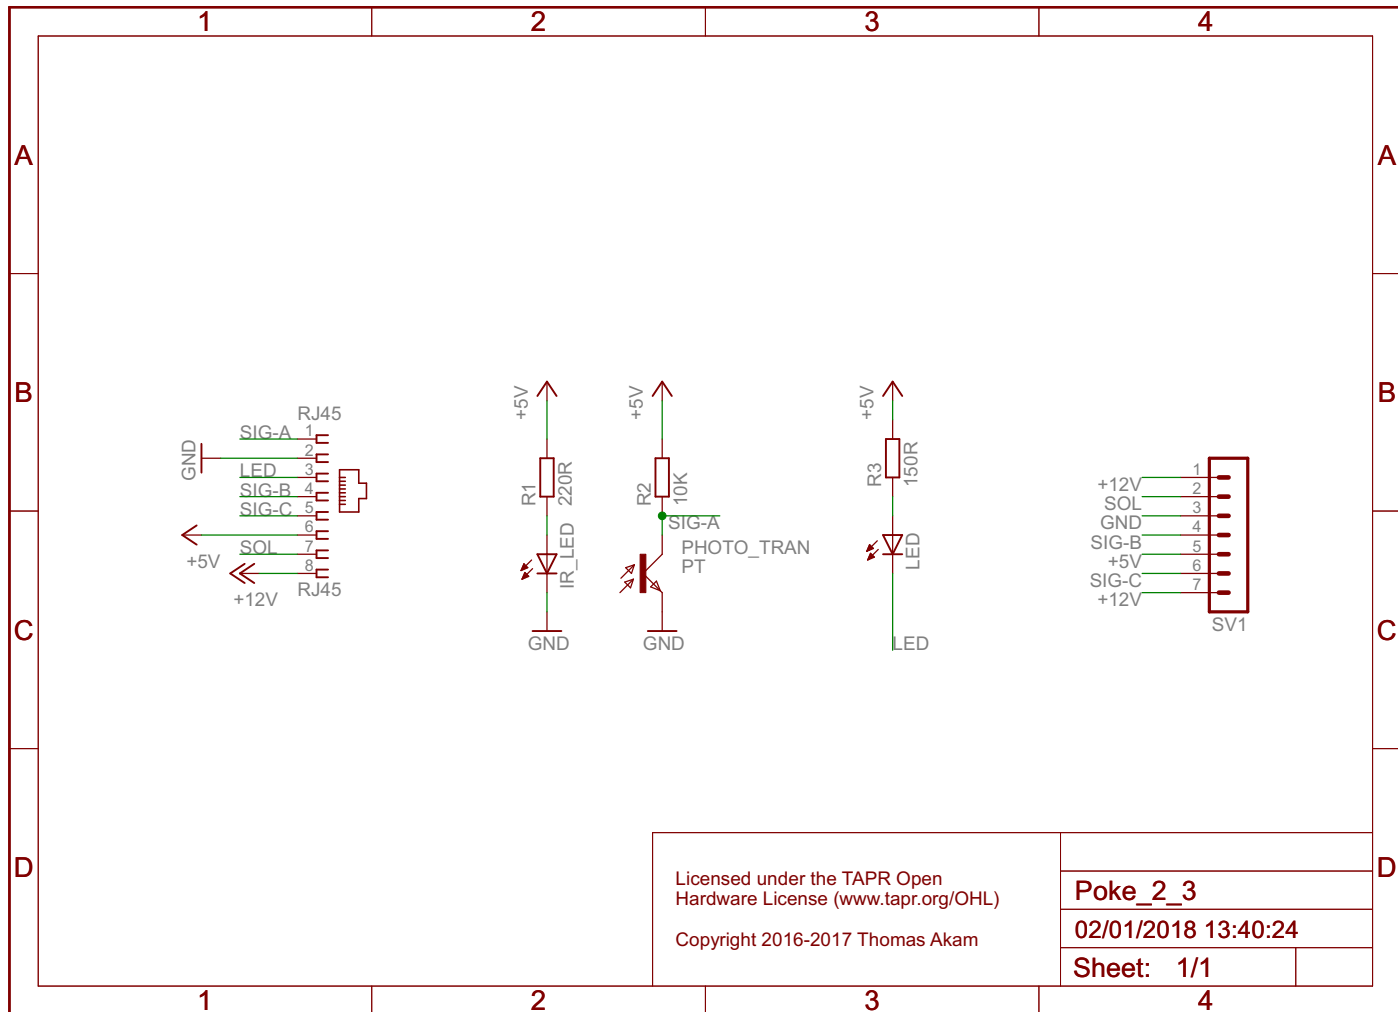 1 2 3 4
A A
B B
C C
D D
RJ45
SIG-A 1
GND 2
LED 3
SIG-B 4
SIG-C 5
+5V 6
SOL 7
+12V 8
RJ45
+5V
R1 220R
IR_LED
GND
+5V
R2 10K
SIG-A
PHOTO_TRAN
PT
GND
+5V
R3 150R
LED
LED
+12V 1
SOL 2
GND 3
SIG-B 4
+5V 5
SIG-C 6
+12V 7
SV1
Licensed under the TAPR Open
Hardware License (www.tapr.org/OHL)
Copyright 2016-2017 Thomas Akam
Poke_2_3
02/01/2018 13:40:24
Sheet: 1/1
1 2 3 4